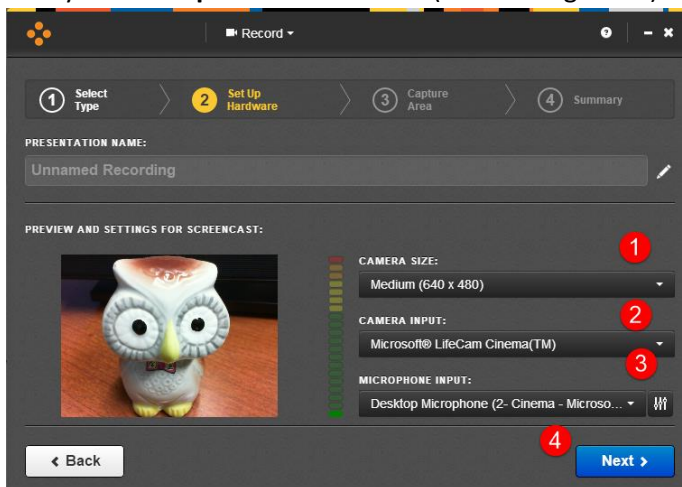 Record
?
1 Select Type
2 Set Up Hardware
3 Capture Area
4 Summary
PRESENTATION NAME:
Unnamed Recording
PREVIEW AND SETTINGS FOR SCREENCAST:
1
CAMERA SIZE:
Medium (640 x 480)
2
CAMERA INPUT:
Microsoft® LifeCam Cinema(TM)
3
MICROPHONE INPUT:
Desktop Microphone (2- Cinema - Microso...
4
Back
Next